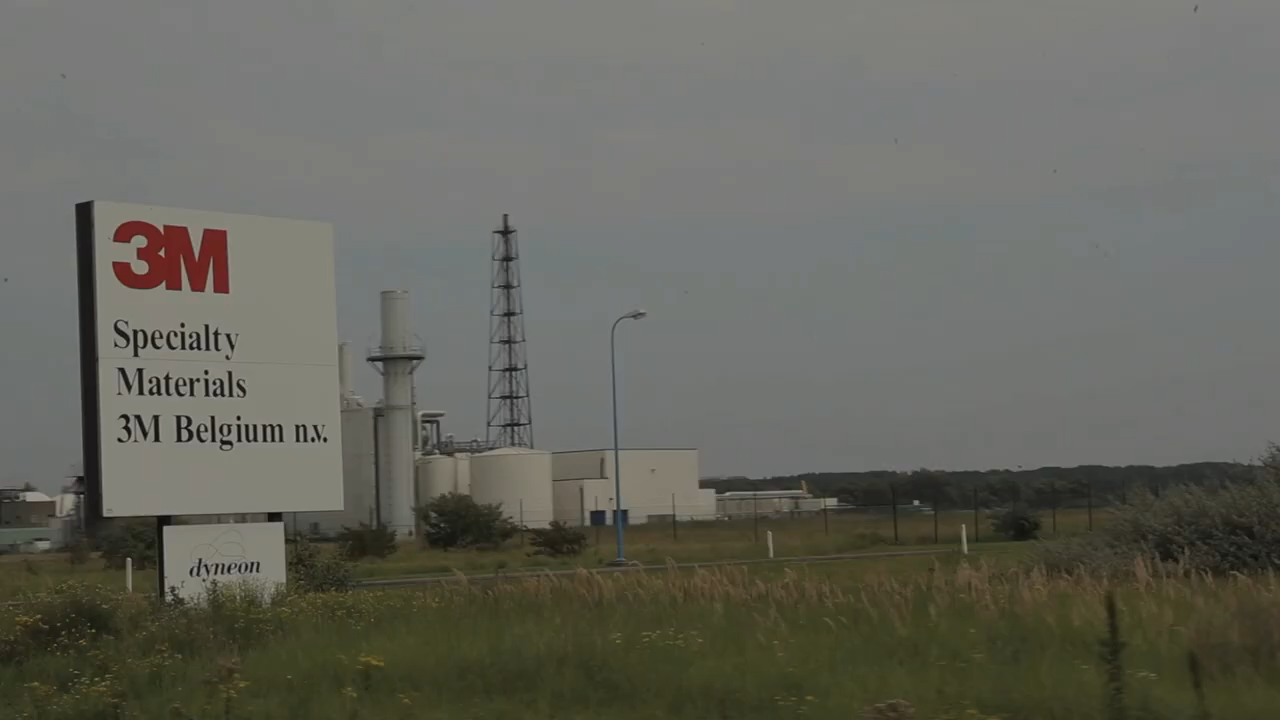 3M
Specialty
Materials
3M Belgium n.v.
dyneon